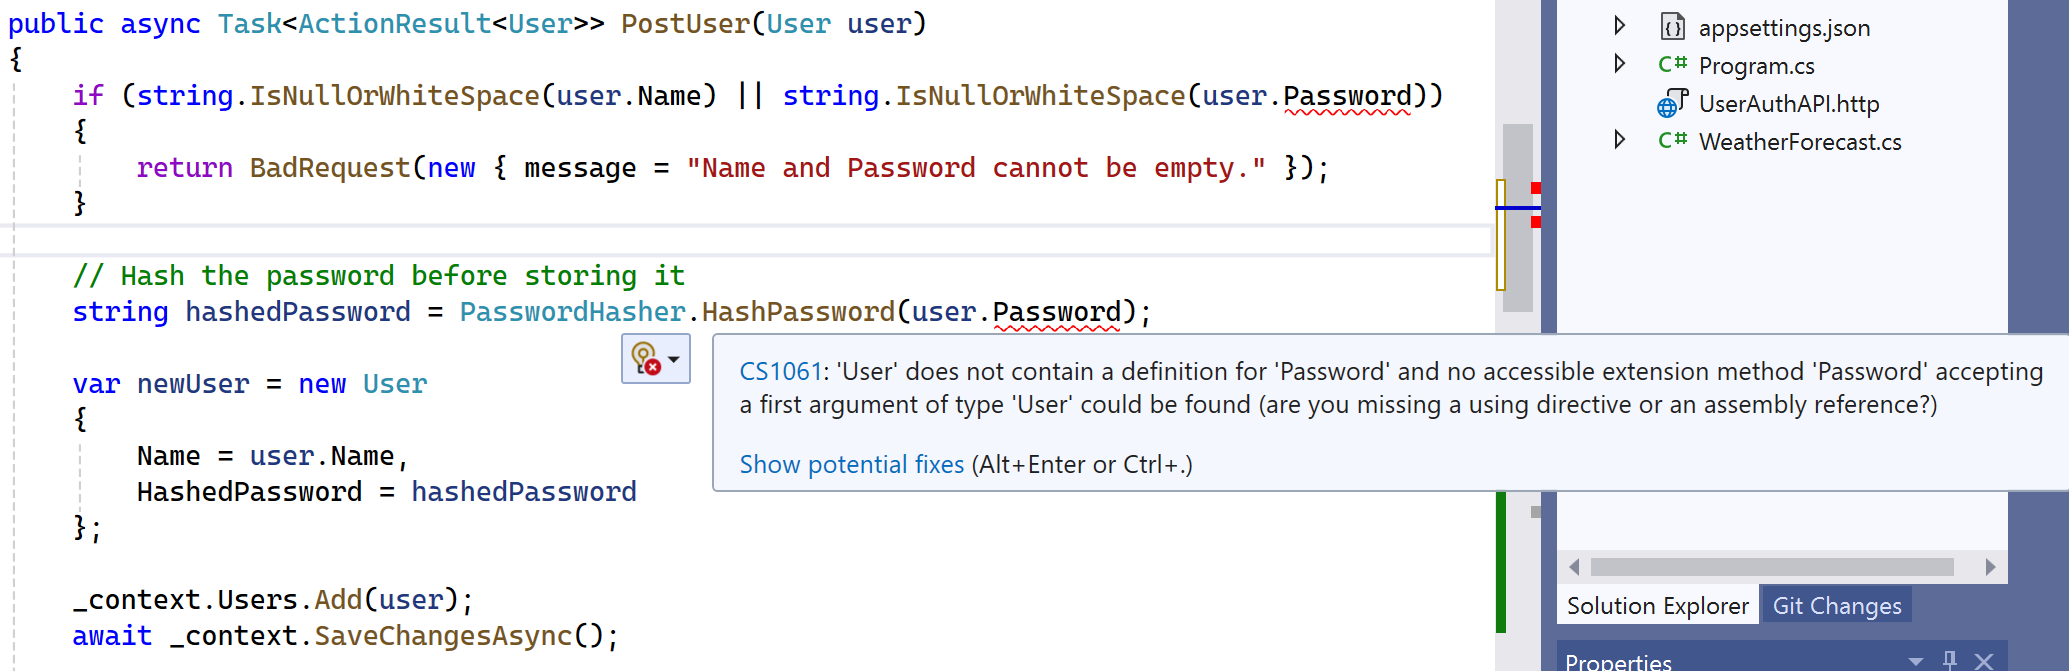 public async Task<ActionResult<User>> PostUser(User user)
{
if (string.IsNullOrWhiteSpace(user.Name) || string.IsNullOrWhiteSpace(user.Password))
{
return BadRequest(new { message = "Name and Password cannot be empty." });
}
// Hash the password before storing it
string hashedPassword = PasswordHasher.HashPassword(user.Password);
var newUser = new User
{
Name = user.Name,
HashedPassword = hashedPassword
};
_context.Users.Add(user);
await _context.SaveChangesAsync();
CS1061: 'User' does not contain a definition for 'Password' and no accessible extension method 'Password' accepting
a first argument of type 'User' could be found (are you missing a using directive or an assembly reference?)
Show potential fixes (Alt+Enter or Ctrl+.)
{} appsettings.json
C# Program.cs
UserAuthAPI.http
C# WeatherForecast.cs
Solution Explorer Git Changes
Properties